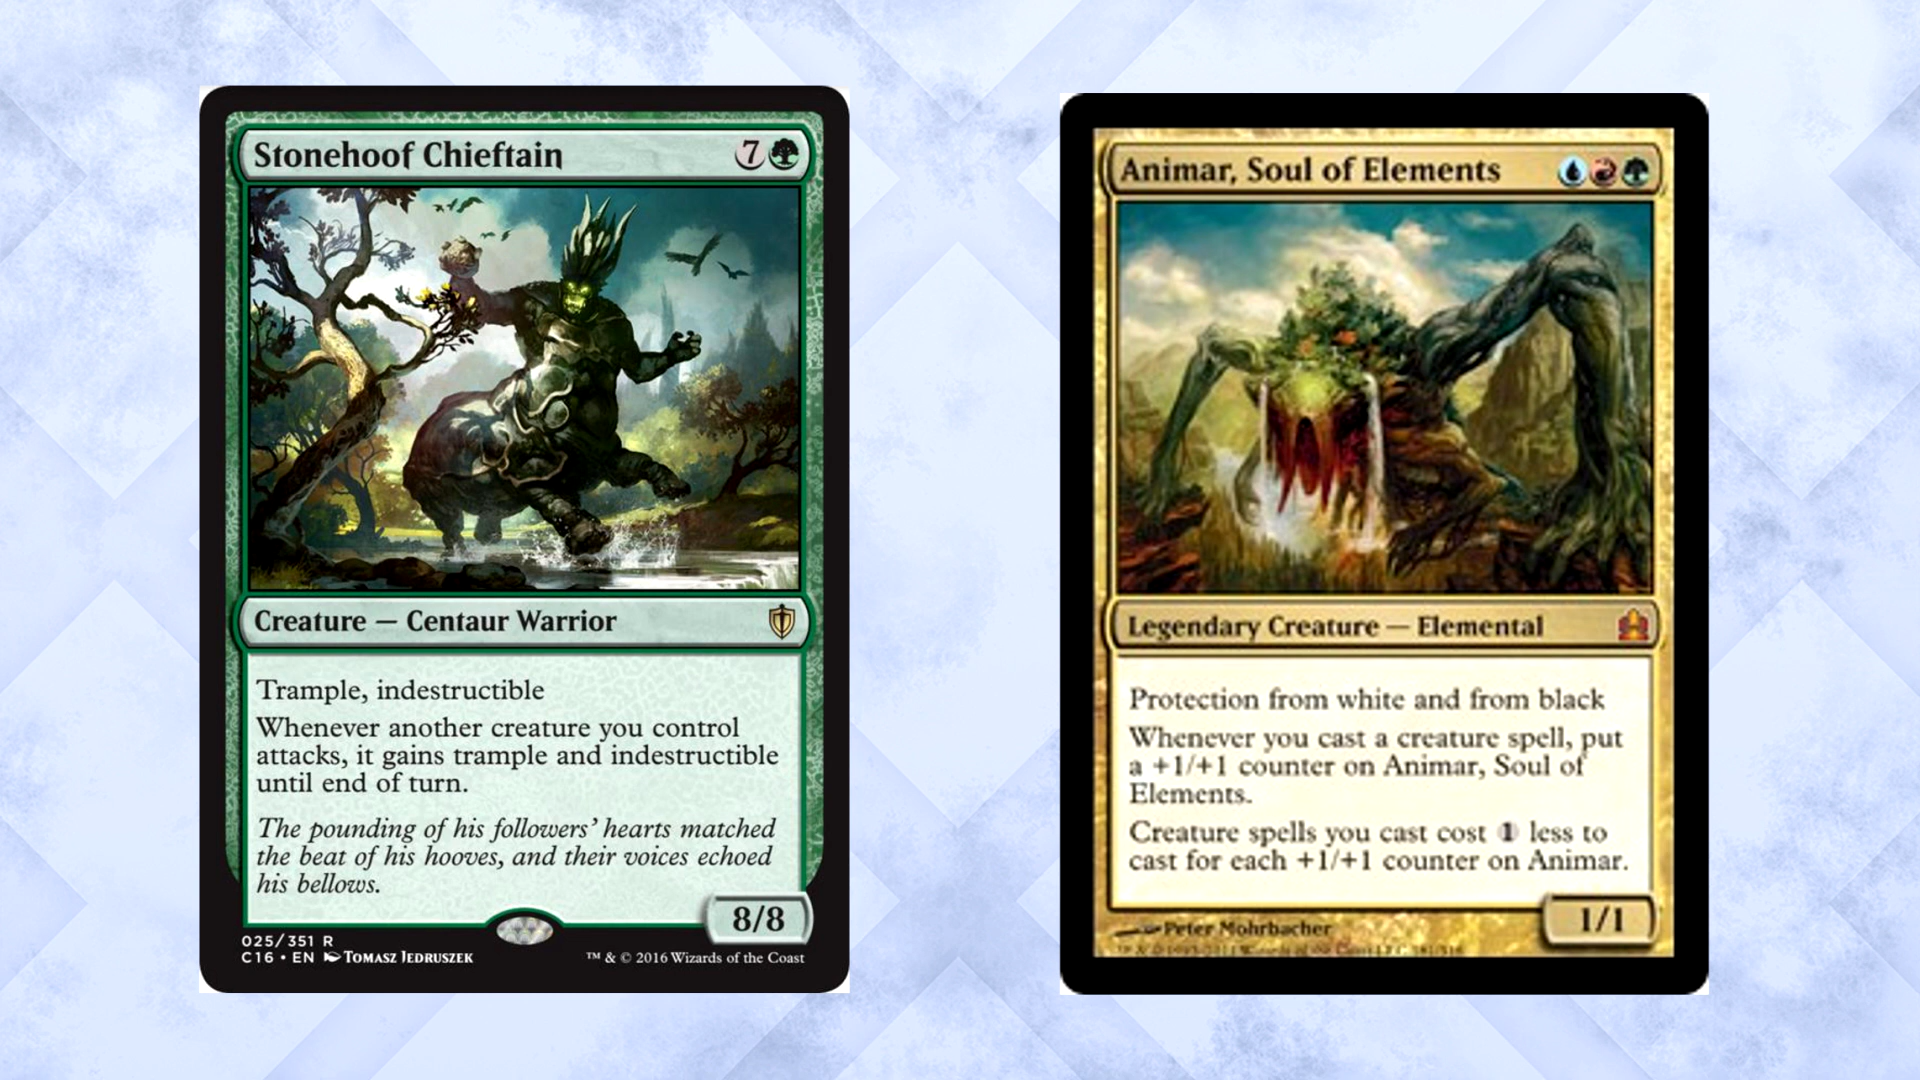 Stonehoof Chieftain 7
Creature — Centaur Warrior
Trample, indestructible
Whenever another creature you control
attacks, it gains trample and indestructible
until end of turn.
The pounding of his followers' hearts matched
the beat of his hooves, and their voices echoed
his bellows.
8/8
025/351 R
C16 • EN Tomasz Jedruszek
™ & © 2016 Wizards of the Coast
Animar, Soul of Elements
Legendary Creature — Elemental
Protection from white and from black
Whenever you cast a creature spell, put
a +1/+1 counter on Animar, Soul of
Elements.
Creature spells you cast cost 1 less to
cast for each +1/+1 counter on Animar.
1/1
Peter Mohrbacher
Wizards of the Coast